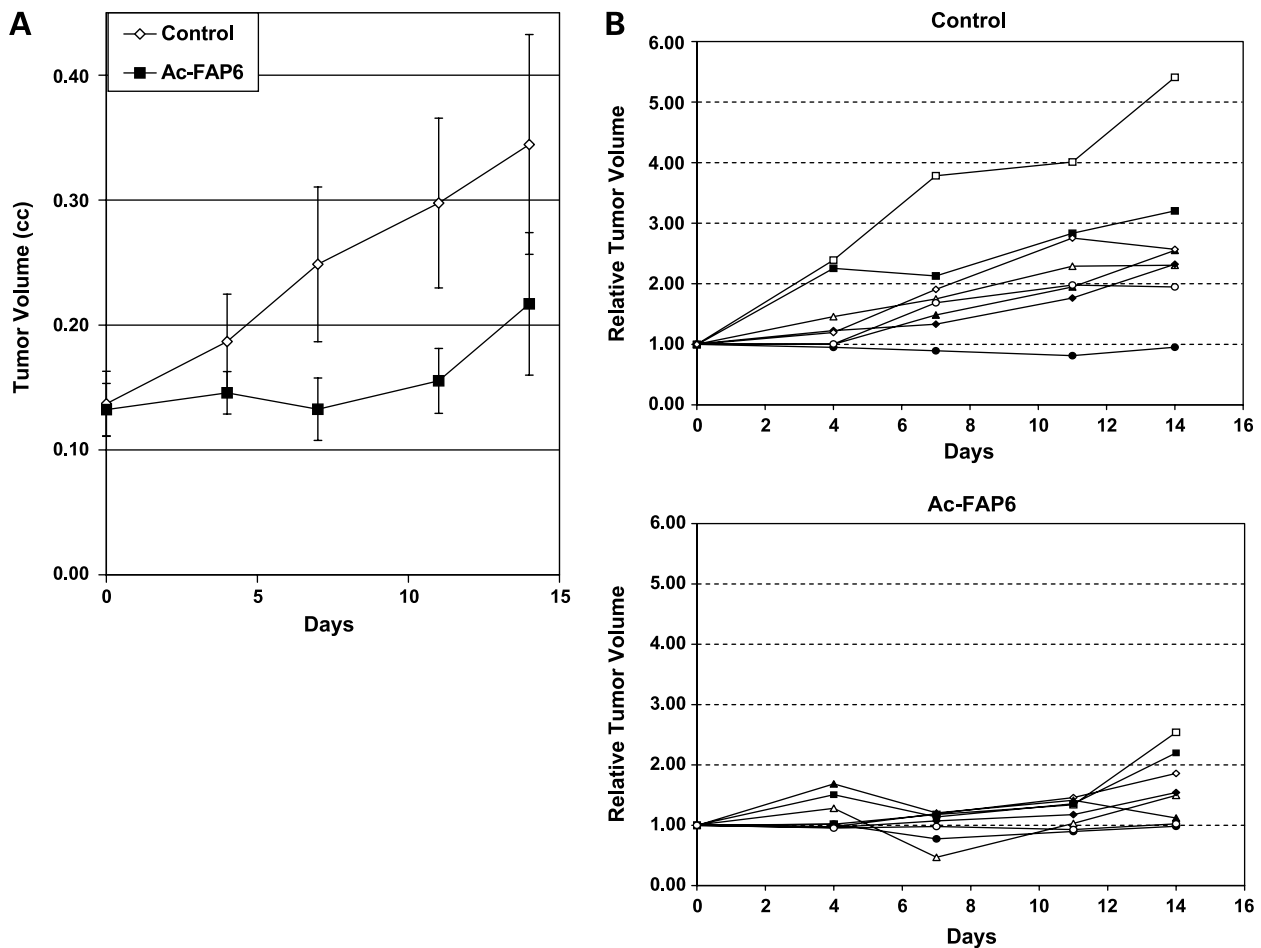 A
Control
Ac-FAP6
Tumor Volume (cc)
0.40
0.30
0.20
0.10
0.00
0 5 10 15
Days
B
Control
Relative Tumor Volume
6.00
5.00
4.00
3.00
2.00
1.00
0.00
0 2 4 6 8 10 12 14 16
Days
Ac-FAP6
Relative Tumor Volume
6.00
5.00
4.00
3.00
2.00
1.00
0.00
0 2 4 6 8 10 12 14 16
Days